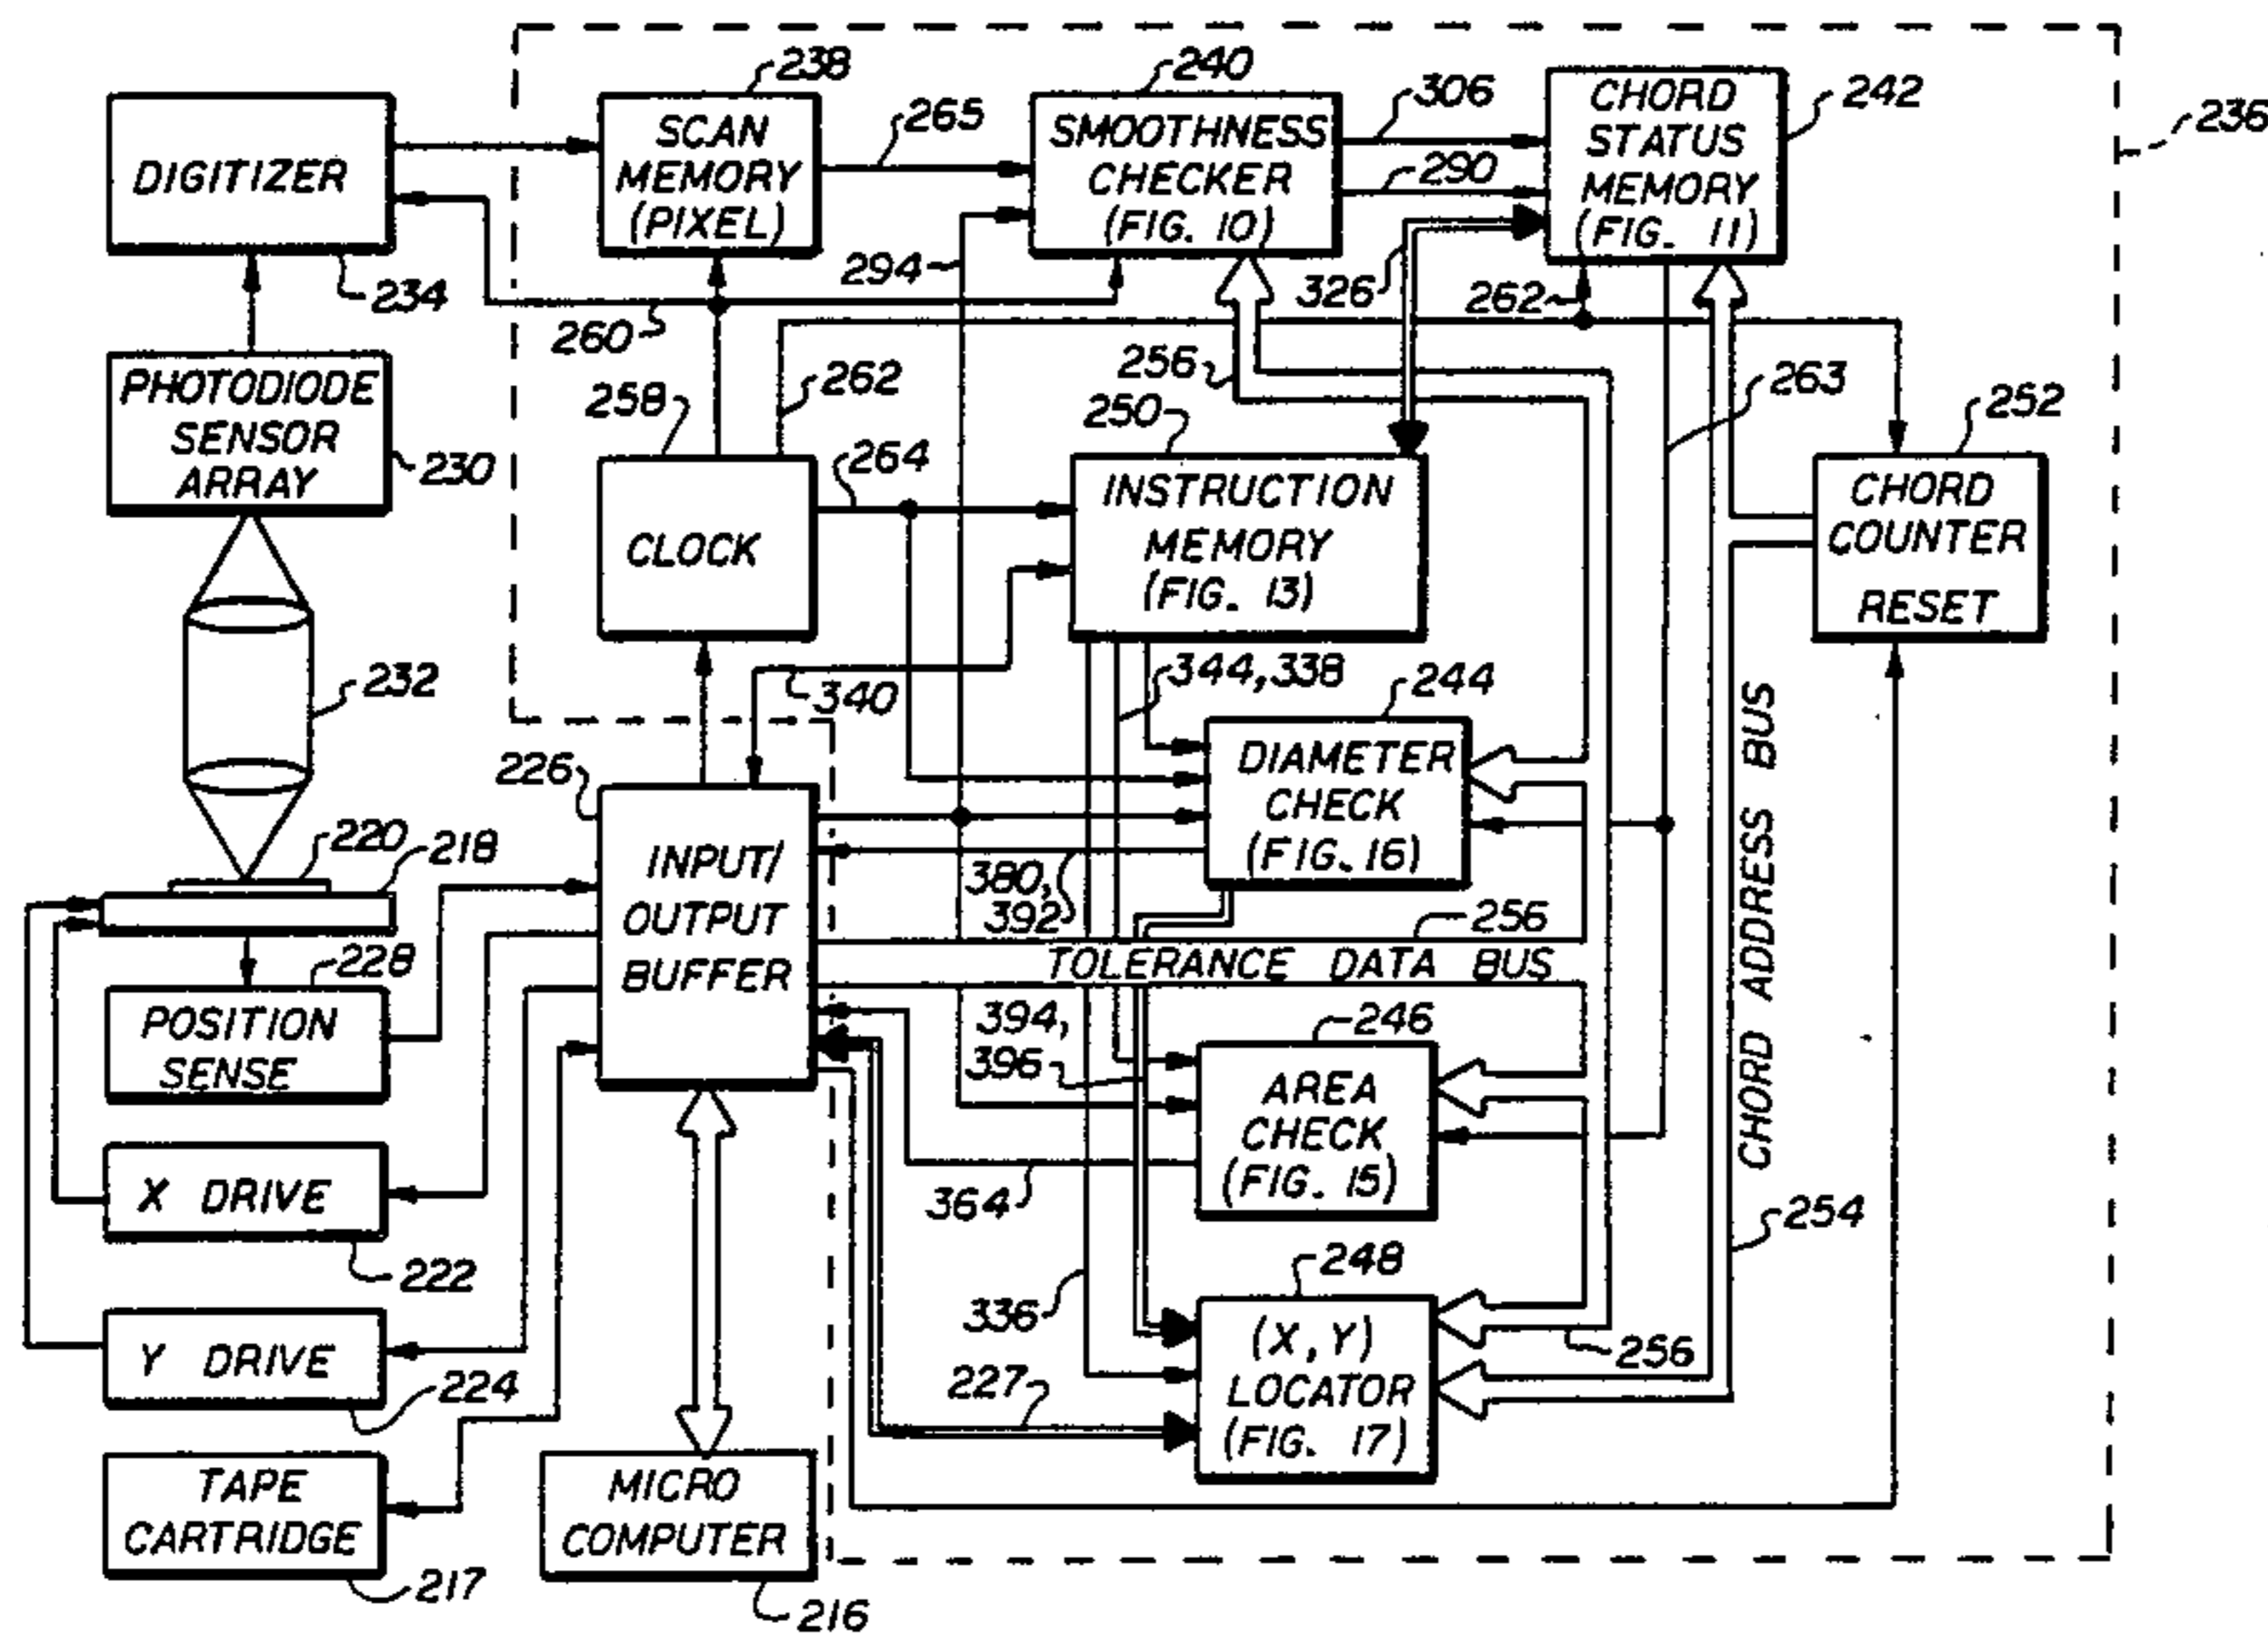 238
240
236
SCAN
MEMORY
(PIXEL)
265
SMOOTHNESS
CHECKER
(FIG. 10)
306
290
CHORD
STATUS
MEMORY
(FIG. 11)
242
DIGITIZER
234
294
326
262
260
PHOTODIODE
SENSOR
ARRAY
230
258
262
256
263
250
252
264
CLOCK
INSTRUCTION
MEMORY
(FIG. 13)
CHORD
COUNTER
RESET
232
340
344, 338
244
226
DIAMETER
CHECK
(FIG. 16)
220
218
INPUT/
OUTPUT
BUFFER
380,
392
256
TOLERANCE DATA BUS
CHORD ADDRESS BUS
228
POSITION
SENSE
394,
396
246
AREA
CHECK
(FIG. 15)
364
X DRIVE
222
254
248
336
(X, Y)
LOCATOR
(FIG. 17)
256
Y DRIVE
224
227
TAPE
CARTRIDGE
217
MICRO
COMPUTER
216